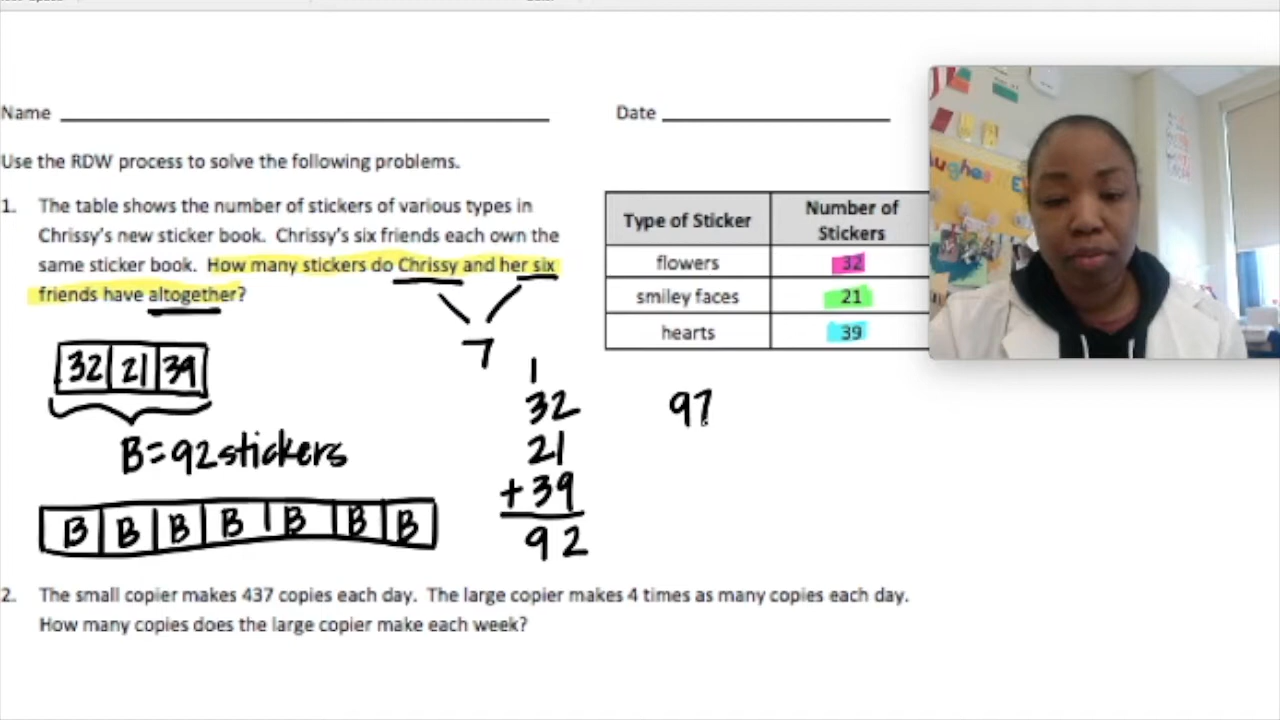 Name
Date
Use the RDW process to solve the following problems.
1. The table shows the number of stickers of various types in
Chrissy's new sticker book. Chrissy's six friends each own the
same sticker book. How many stickers do Chrissy and her six
friends have altogether?
Type of Sticker
Number of
Stickers
flowers
32
smiley faces
21
hearts
39
7
32 21 39
B=92 stickers
B B B B B B B
1
32
21
+39
92
97
2. The small copier makes 437 copies each day. The large copier makes 4 times as many copies each day.
How many copies does the large copier make each week?